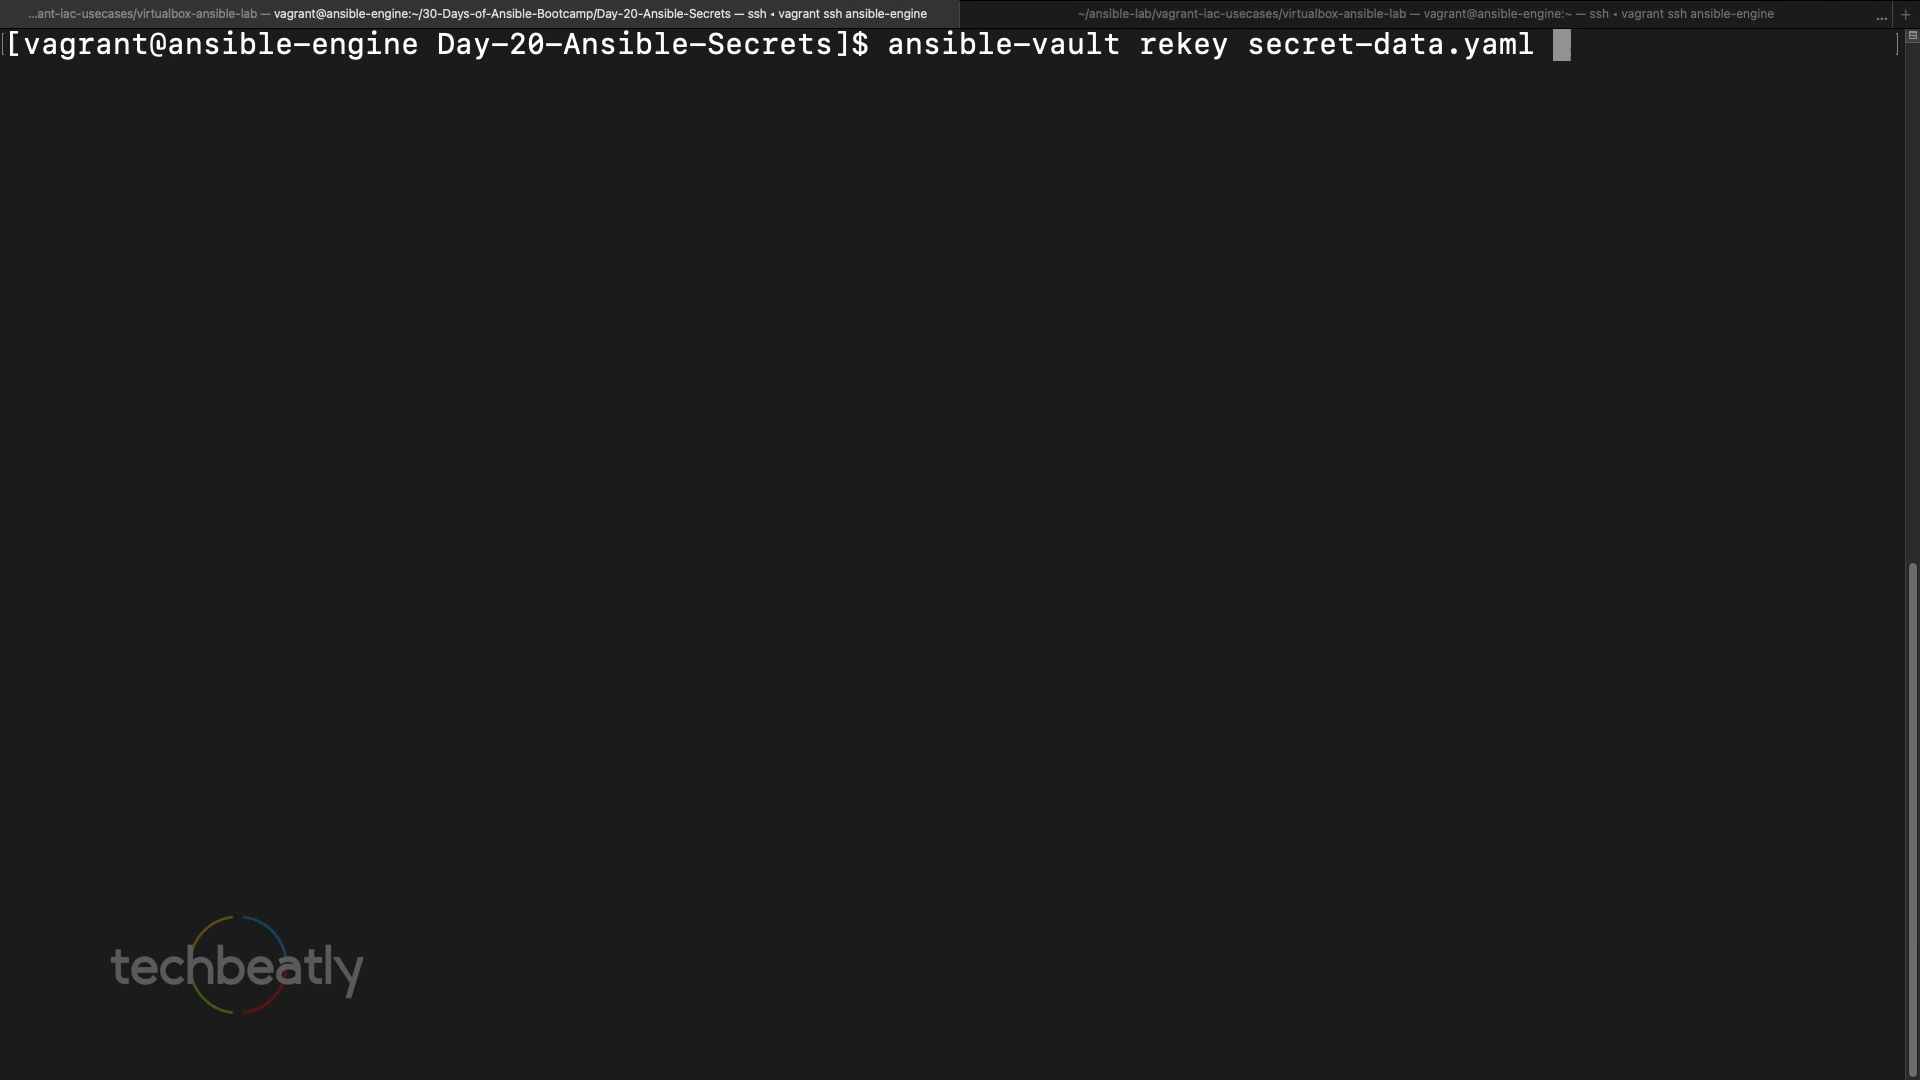 ...ant-iac-usecases/virtualbox-ansible-lab — vagrant@ansible-engine:~/30-Days-of-Ansible-Bootcamp/Day-20-Ansible-Secrets — ssh ◂ vagrant ssh ansible-engine
~/ansible-lab/vagrant-iac-usecases/virtualbox-ansible-lab — vagrant@ansible-engine:~ — ssh ◂ vagrant ssh ansible-engine
... +
[vagrant@ansible-engine Day-20-Ansible-Secrets]$ ansible-vault rekey secret-data.yaml
techbeatly